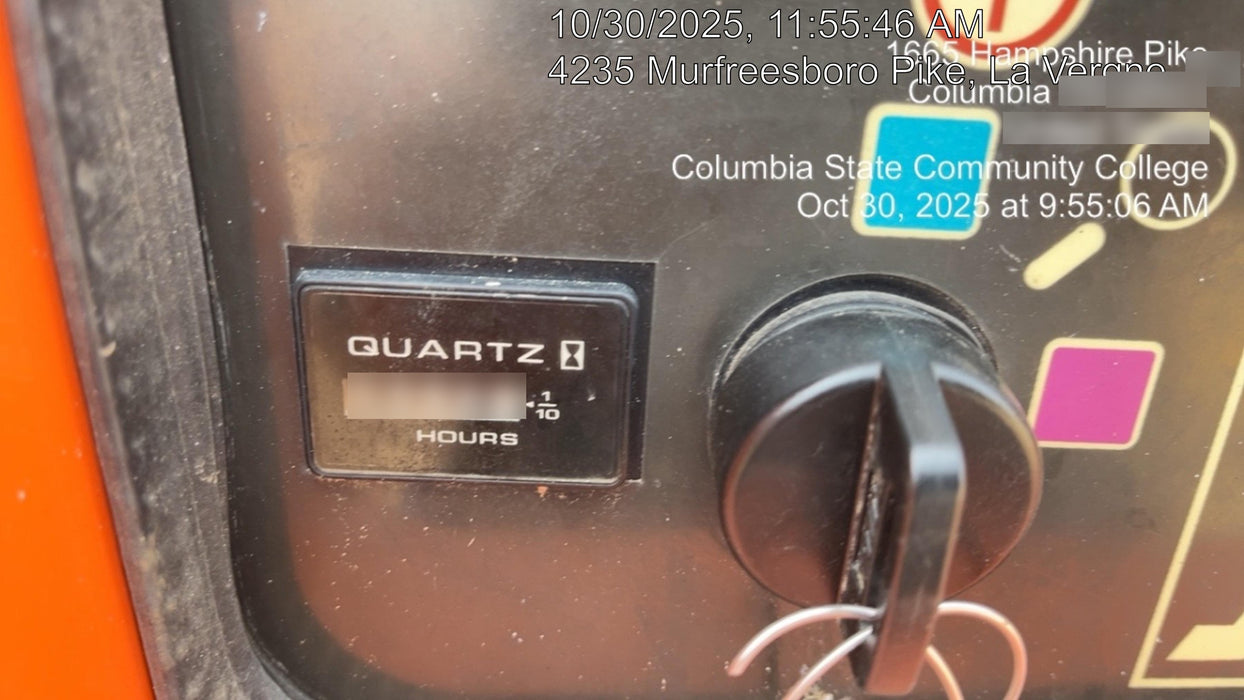 10/30/2025, 11:55:46 AM
1665 Hampshire Pike
4235 Murfreesboro Pike, La Vergne
Columbia
Columbia State Community College
Oct 30, 2025 at 9:55:06 AM
QUARTZ
1/10
HOURS